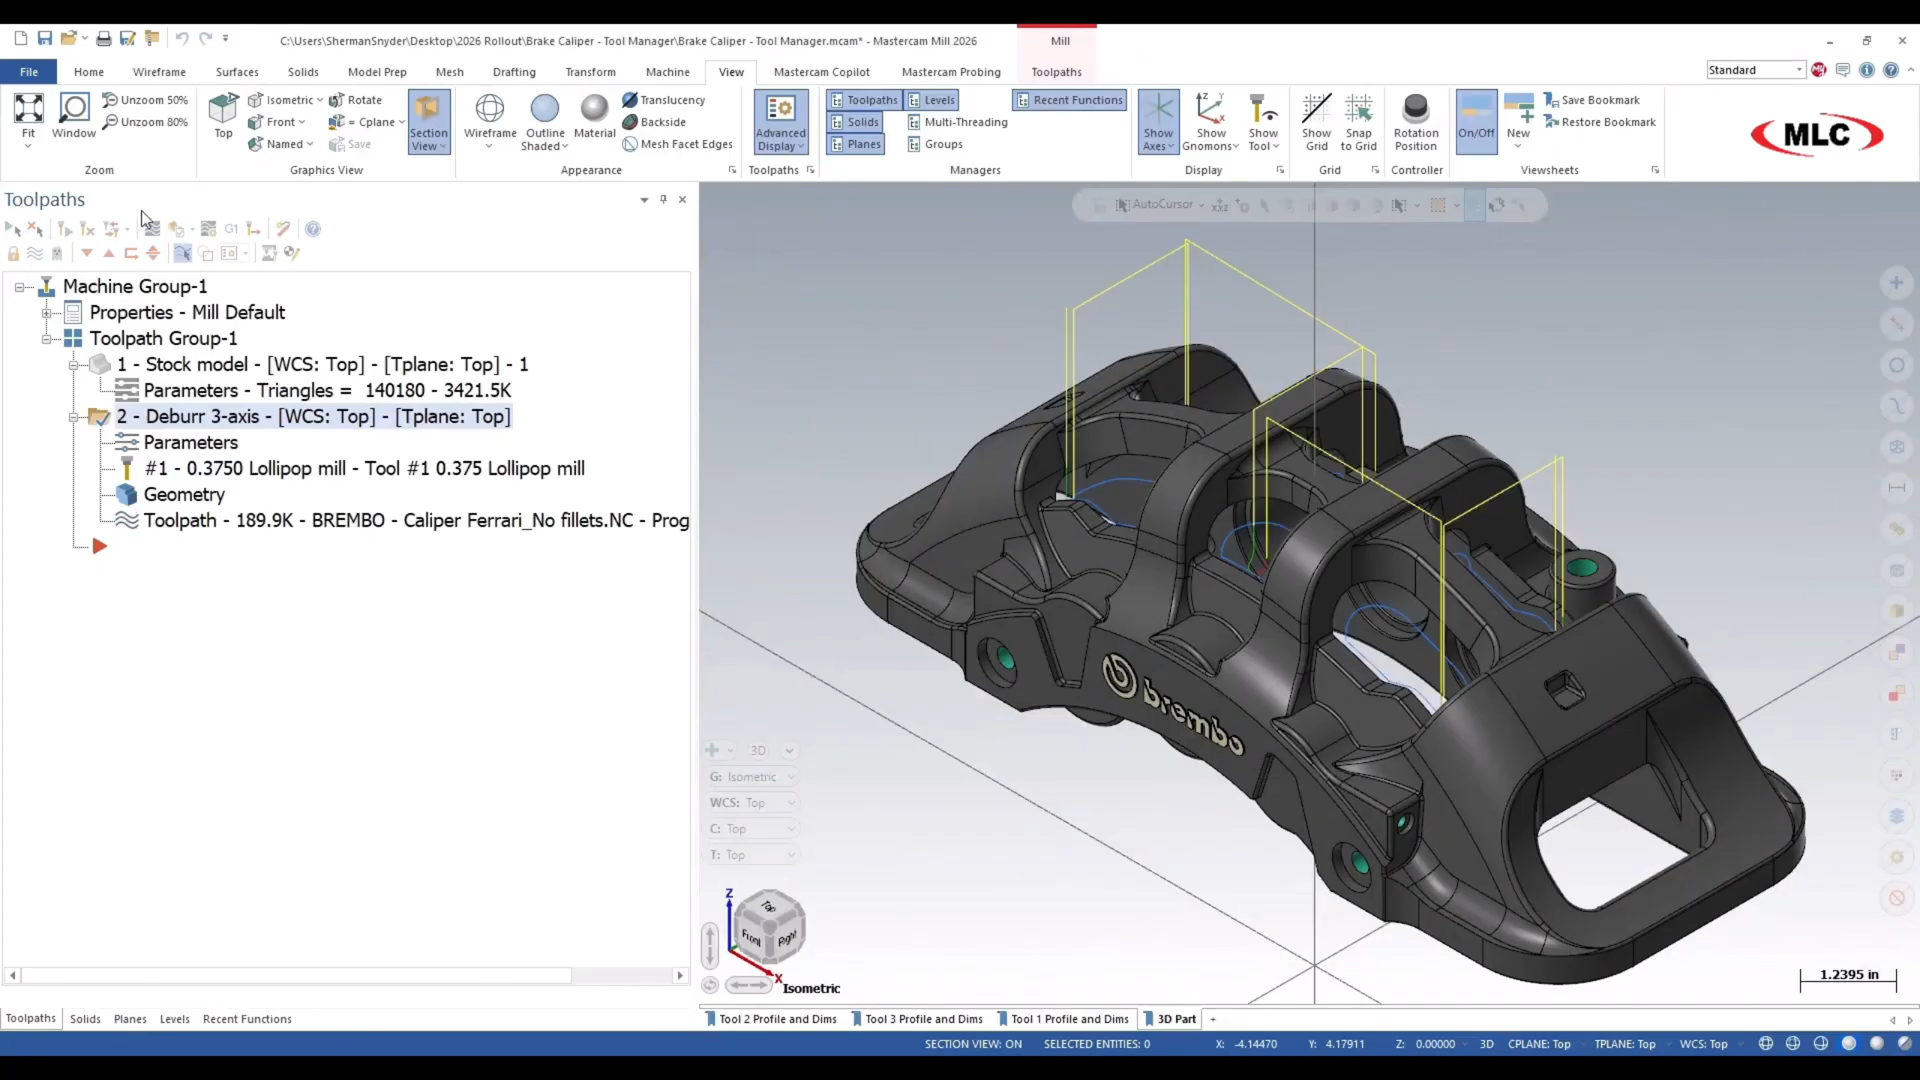 C:\Users\ShermanSnyder\Desktop\2026 Rollout\Brake Caliper - Tool Manager\Brake Caliper - Tool Manager.mcam* - Mastercam Mill 2026
Mill
File Home Wireframe Surfaces Solids Model Prep Mesh Drafting Transform Machine View Mastercam Copilot Mastercam Probing Toolpaths
Standard
Fit Window Unzoom 50% Unzoom 80%
Zoom
Top Isometric Front Named Rotate = Cplane Save Section View
Graphics View
Wireframe Outline Shaded Material Translucency Backside Mesh Facet Edges
Appearance
Advanced Display
Toolpaths
Toolpaths Solids Planes Levels Multi-Threading Groups Recent Functions
Managers
Show Axes Show Gnomons Show Tool
Display
Show Grid Snap to Grid
Grid
Rotation Position
Controller
On/Off New Save Bookmark Restore Bookmark
Viewsheets
MLC
Toolpaths
G1
AutoCursor
Machine Group-1
Properties - Mill Default
Toolpath Group-1
1 - Stock model - [WCS: Top] - [Tplane: Top] - 1
Parameters - Triangles = 140180 - 3421.5K
2 - Deburr 3-axis - [WCS: Top] - [Tplane: Top]
Parameters
#1 - 0.3750 Lollipop mill - Tool #1 0.375 Lollipop mill
Geometry
Toolpath - 189.9K - BREMBO - Caliper Ferrari_No fillets.NC - Prog
brembo
3D
G: Isometric
WCS: Top
C: Top
T: Top
Z
Top
Front Right
X
Isometric
1.2395 in
Toolpaths Solids Planes Levels Recent Functions
Tool 2 Profile and Dims Tool 3 Profile and Dims Tool 1 Profile and Dims 3D Part +
SECTION VIEW: ON SELECTED ENTITIES: 0 X: -4.14470 Y: 4.17911 Z: 0.00000 3D CPLANE: Top TPLANE: Top WCS: Top